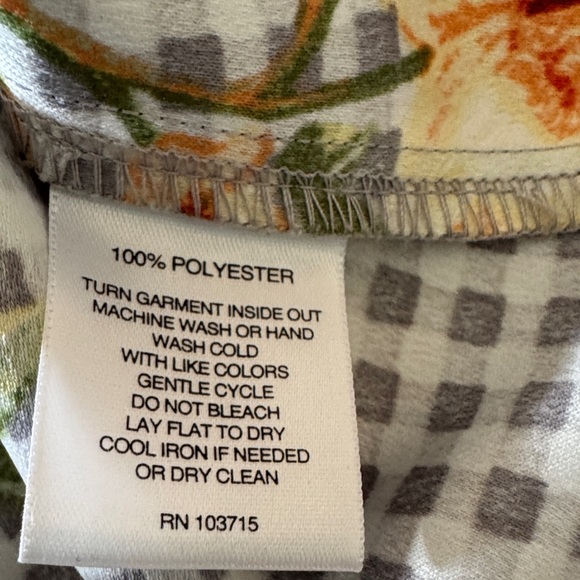 100% POLYESTER
TURN GARMENT INSIDE OUT
MACHINE WASH OR HAND
WASH COLD
WITH LIKE COLORS
GENTLE CYCLE
DO NOT BLEACH
LAY FLAT TO DRY
COOL IRON IF NEEDED
OR DRY CLEAN
RN 103715